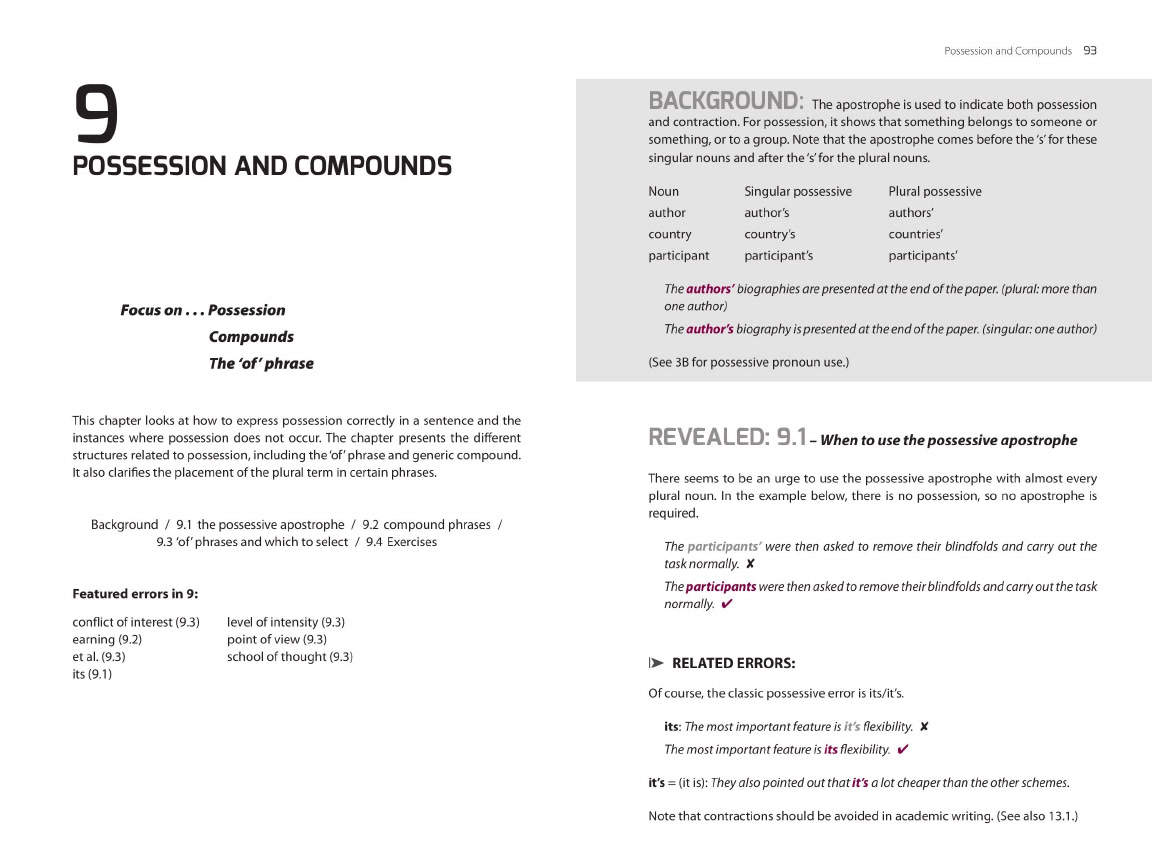 9
POSSESSION AND COMPOUNDS
Focus on . . . Possession
Compounds
The ‘of’ phrase
This chapter looks at how to express possession correctly in a sentence and the
instances where possession does not occur. The chapter presents the different
structures related to possession, including the ‘of’ phrase and generic compound.
It also clarifies the placement of the plural term in certain phrases.
Background / 9.1 the possessive apostrophe / 9.2 compound phrases /
9.3 ‘of’ phrases and which to select / 9.4 Exercises
Featured errors in 9:
conflict of interest (9.3) level of intensity (9.3)
earning (9.2) point of view (9.3)
et al. (9.3) school of thought (9.3)
its (9.1)
Possession and Compounds 93
BACKGROUND: The apostrophe is used to indicate both possession
and contraction. For possession, it shows that something belongs to someone or
something, or to a group. Note that the apostrophe comes before the ‘s’ for these
singular nouns and after the ‘s’ for the plural nouns.
Noun Singular possessive Plural possessive
author author’s authors’
country country’s countries’
participant participant’s participants’
The authors’ biographies are presented at the end of the paper. (plural: more than
one author)
The author’s biography is presented at the end of the paper. (singular: one author)
(See 3B for possessive pronoun use.)
REVEALED: 9.1 – When to use the possessive apostrophe
There seems to be an urge to use the possessive apostrophe with almost every
plural noun. In the example below, there is no possession, so no apostrophe is
required.
The participants’ were then asked to remove their blindfolds and carry out the
task normally. ✘
The participants were then asked to remove their blindfolds and carry out the task
normally. ✔
RELATED ERRORS:
Of course, the classic possessive error is its/it’s.
its: The most important feature is it’s flexibility. ✘
The most important feature is its flexibility. ✔
it’s = (it is): They also pointed out that it’s a lot cheaper than the other schemes.
Note that contractions should be avoided in academic writing. (See also 13.1.)